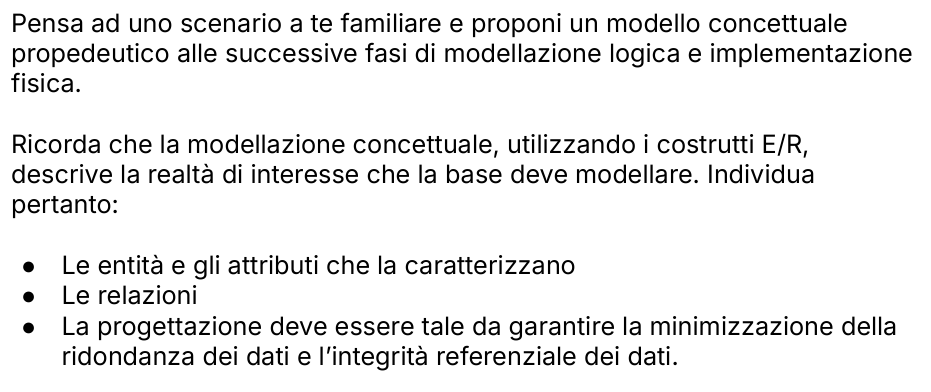 Pensa ad uno scenario a te familiare e proponi un modello concettuale
propedeutico alle successive fasi di modellazione logica e implementazione
fisica.
Ricorda che la modellazione concettuale, utilizzando i costrutti E/R,
descrive la realtà di interesse che la base deve modellare. Individua
pertanto:
● Le entità e gli attributi che la caratterizzano
● Le relazioni
● La progettazione deve essere tale da garantire la minimizzazione della
ridondanza dei dati e l’integrità referenziale dei dati.